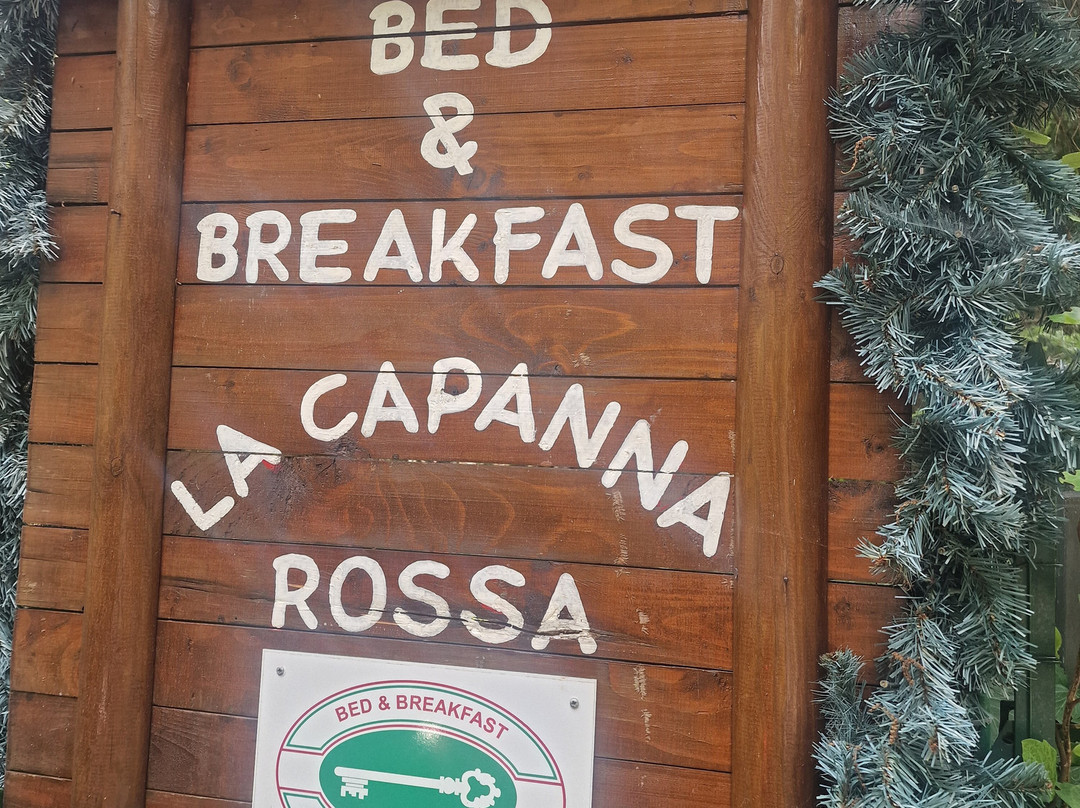 BED
&
BREAKFAST
LA CAPANNA
ROSSA
BED & BREAKFAST